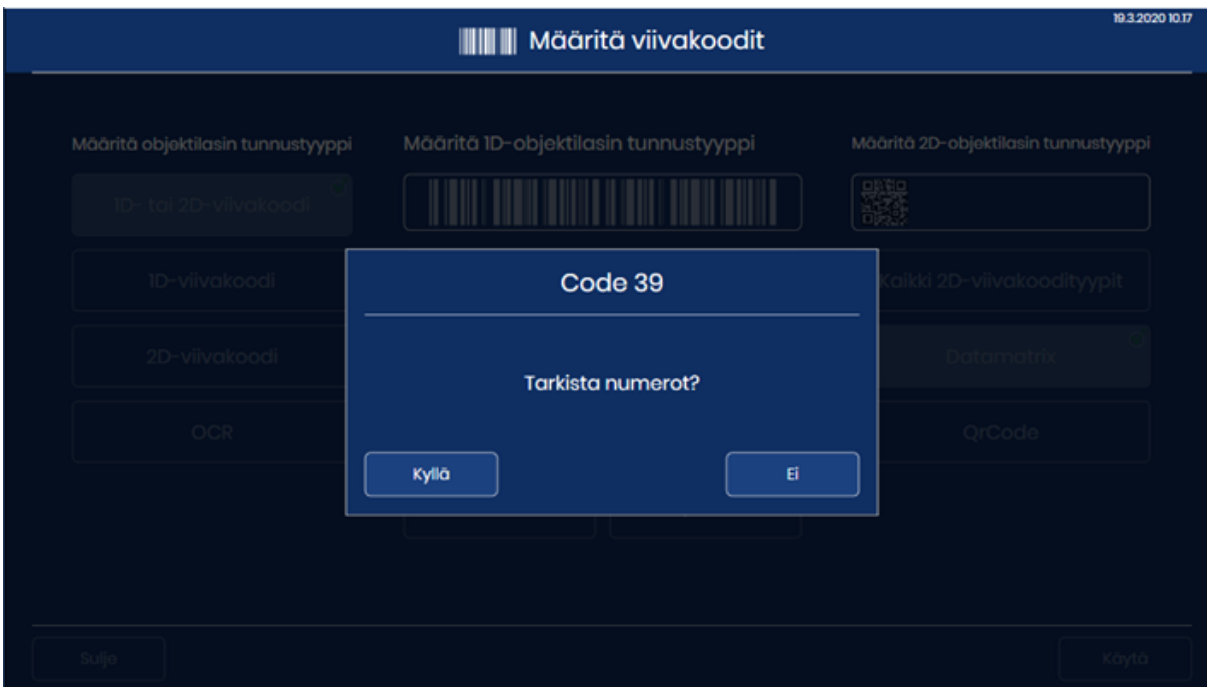 19.3.2020 10.17
Määritä viivakoodit
Määritä objektilasin tunnustyyppi
Määritä 1D-objektilasin tunnustyyppi
Määritä 2D-objektilasin tunnustyyppi
1D- tai 2D-viivakoodi
1D-viivakoodi
Code 39
Kaikki 2D-viivakoodityypit
2D-viivakoodi
Tarkista numerot?
Datamatrix
OCR
QrCode
Kyllä
Ei
Sulje
Käytä